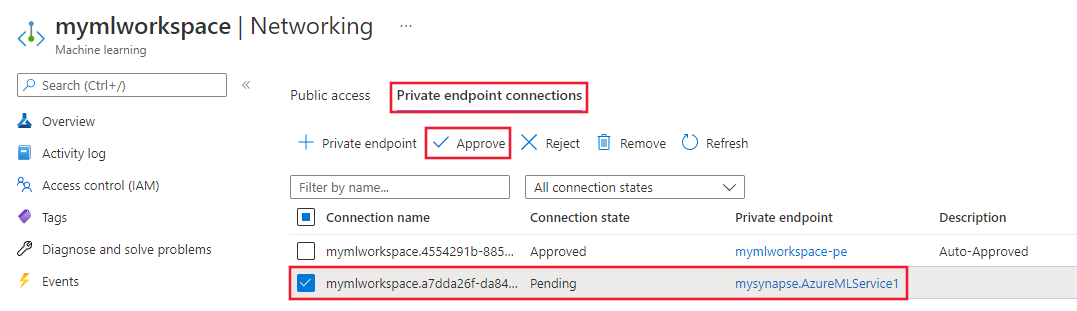 mymlworkspace | Networking ...
Machine learning
Search (Ctrl+/) «
Overview
Activity log
Access control (IAM)
Tags
Diagnose and solve problems
Events
Public access Private endpoint connections
+ Private endpoint Approve Reject Remove Refresh
Filter by name... All connection states
Connection name Connection state Private endpoint Description
mymlworkspace.4554291b-885... Approved mymlworkspace-pe Auto-Approved
mymlworkspace.a7dda26f-da84... Pending mysynapse.AzureMLService1